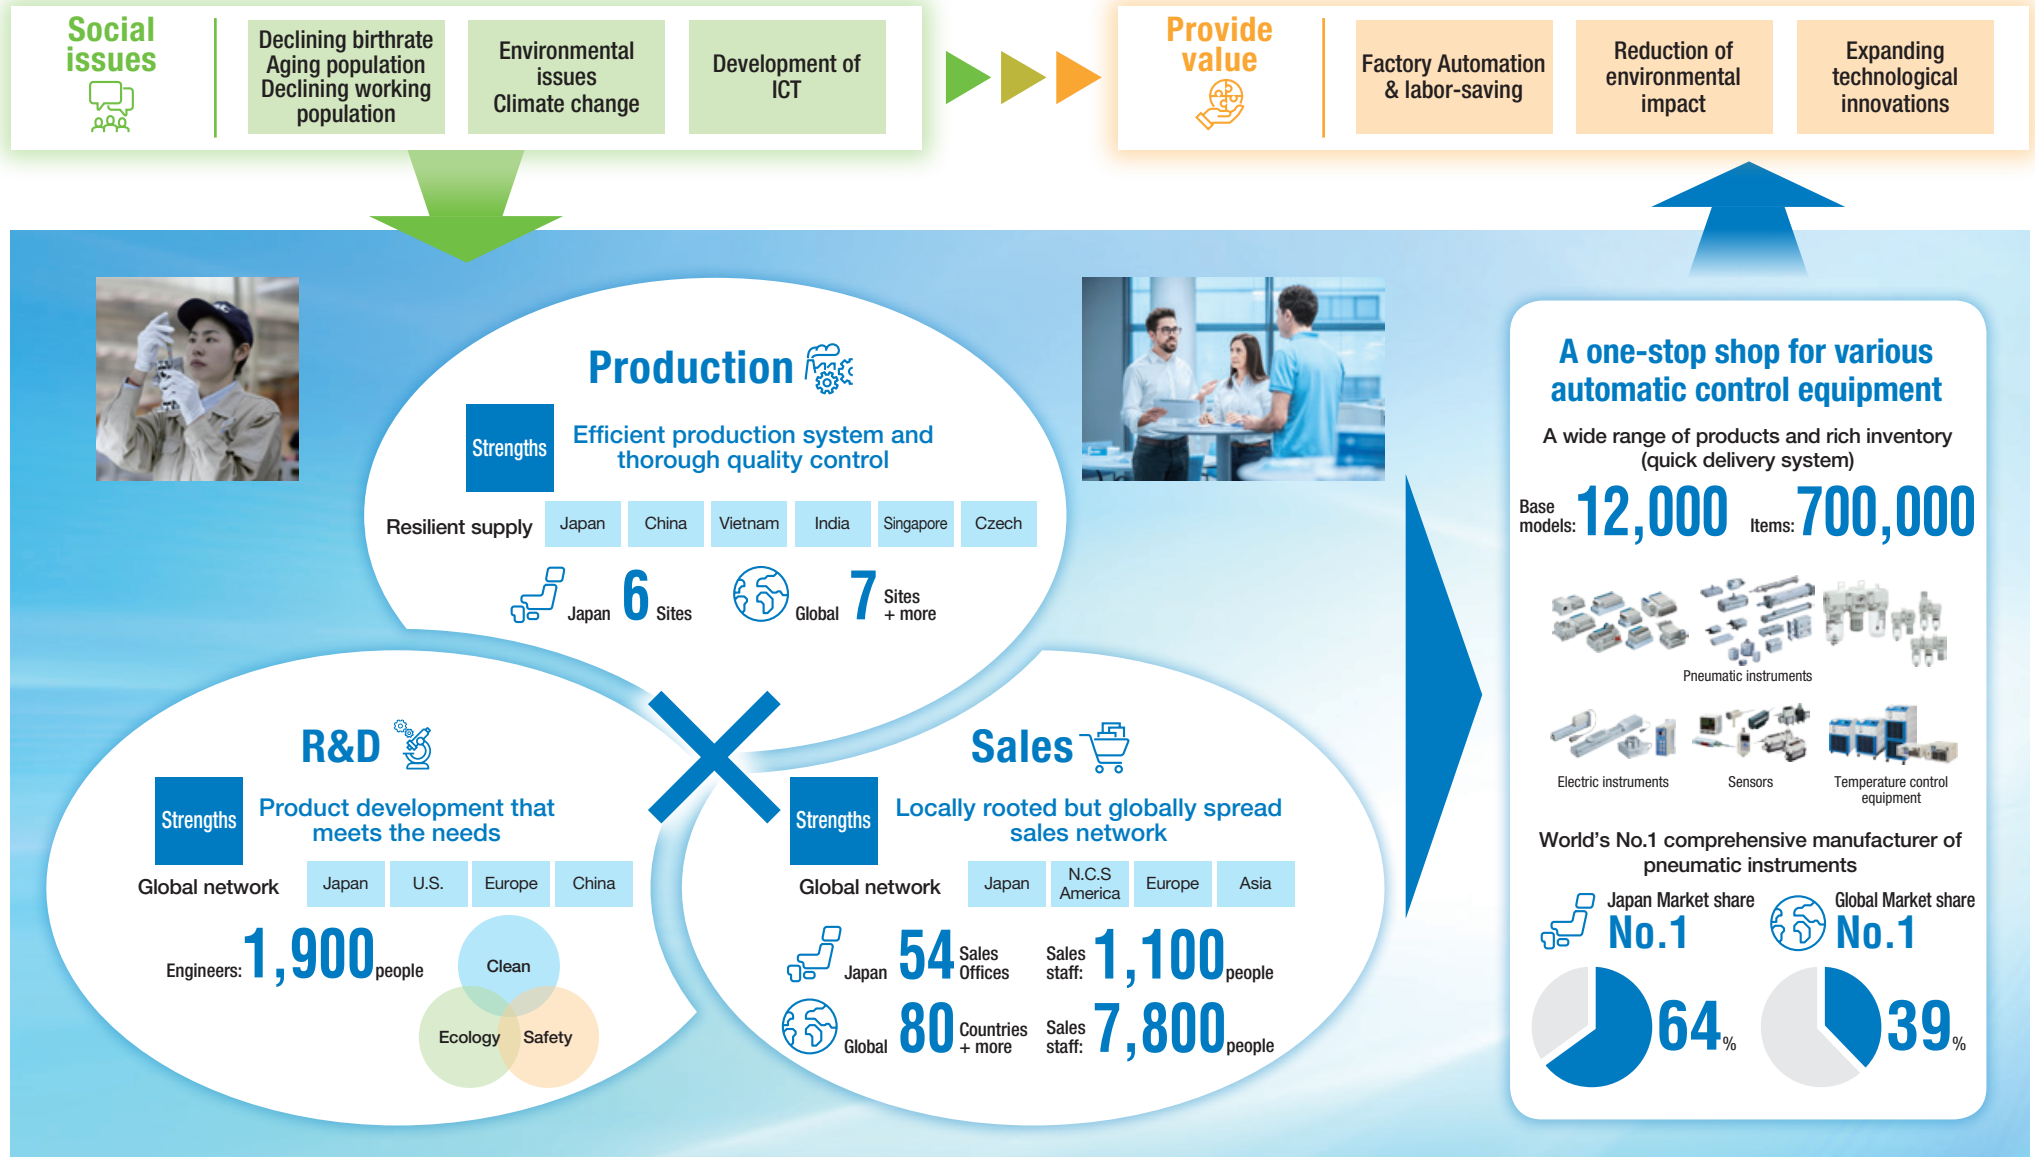 Social
issues
Declining birthrate
Aging population
Declining working
population
Environmental
issues
Climate change
Development of
ICT
Provide
value
Factory Automation
& labor-saving
Reduction of
environmental
impact
Expanding
technological
innovations
Production
Strengths
Efficient production system and
thorough quality control
Resilient supply
Japan
China
Vietnam
India
Singapore
Czech
Japan 6 Sites
Global 7 Sites
+ more
R&D
Strengths
Product development that
meets the needs
Global network
Japan
U.S.
Europe
China
Engineers: 1,900 people
Clean
Ecology
Safety
Sales
Strengths
Locally rooted but globally spread
sales network
Global network
Japan
N.C.S
America
Europe
Asia
Japan 54 Sales
Offices
Sales
staff: 1,100 people
Global 80 Countries
+ more
Sales
staff: 7,800 people
A one-stop shop for various
automatic control equipment
A wide range of products and rich inventory
(quick delivery system)
Base
models: 12,000
Items: 700,000
Pneumatic instruments
Electric instruments
Sensors
Temperature control
equipment
World's No.1 comprehensive manufacturer of
pneumatic instruments
Japan Market share
No.1
Global Market share
No.1
64%
39%